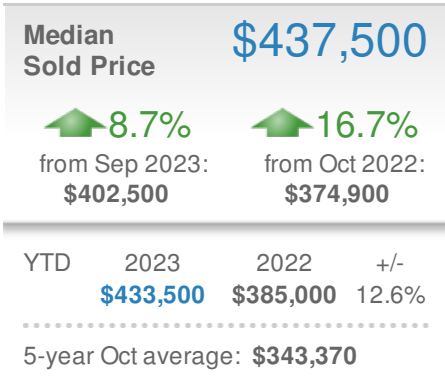 Median $437,500
Sold Price
8.7% 16.7%
from Sep 2023: from Oct 2022:
$402,500 $374,900
YTD 2023 2022 +/-
$433,500 $385,000 12.6%
5-year Oct average: $343,370